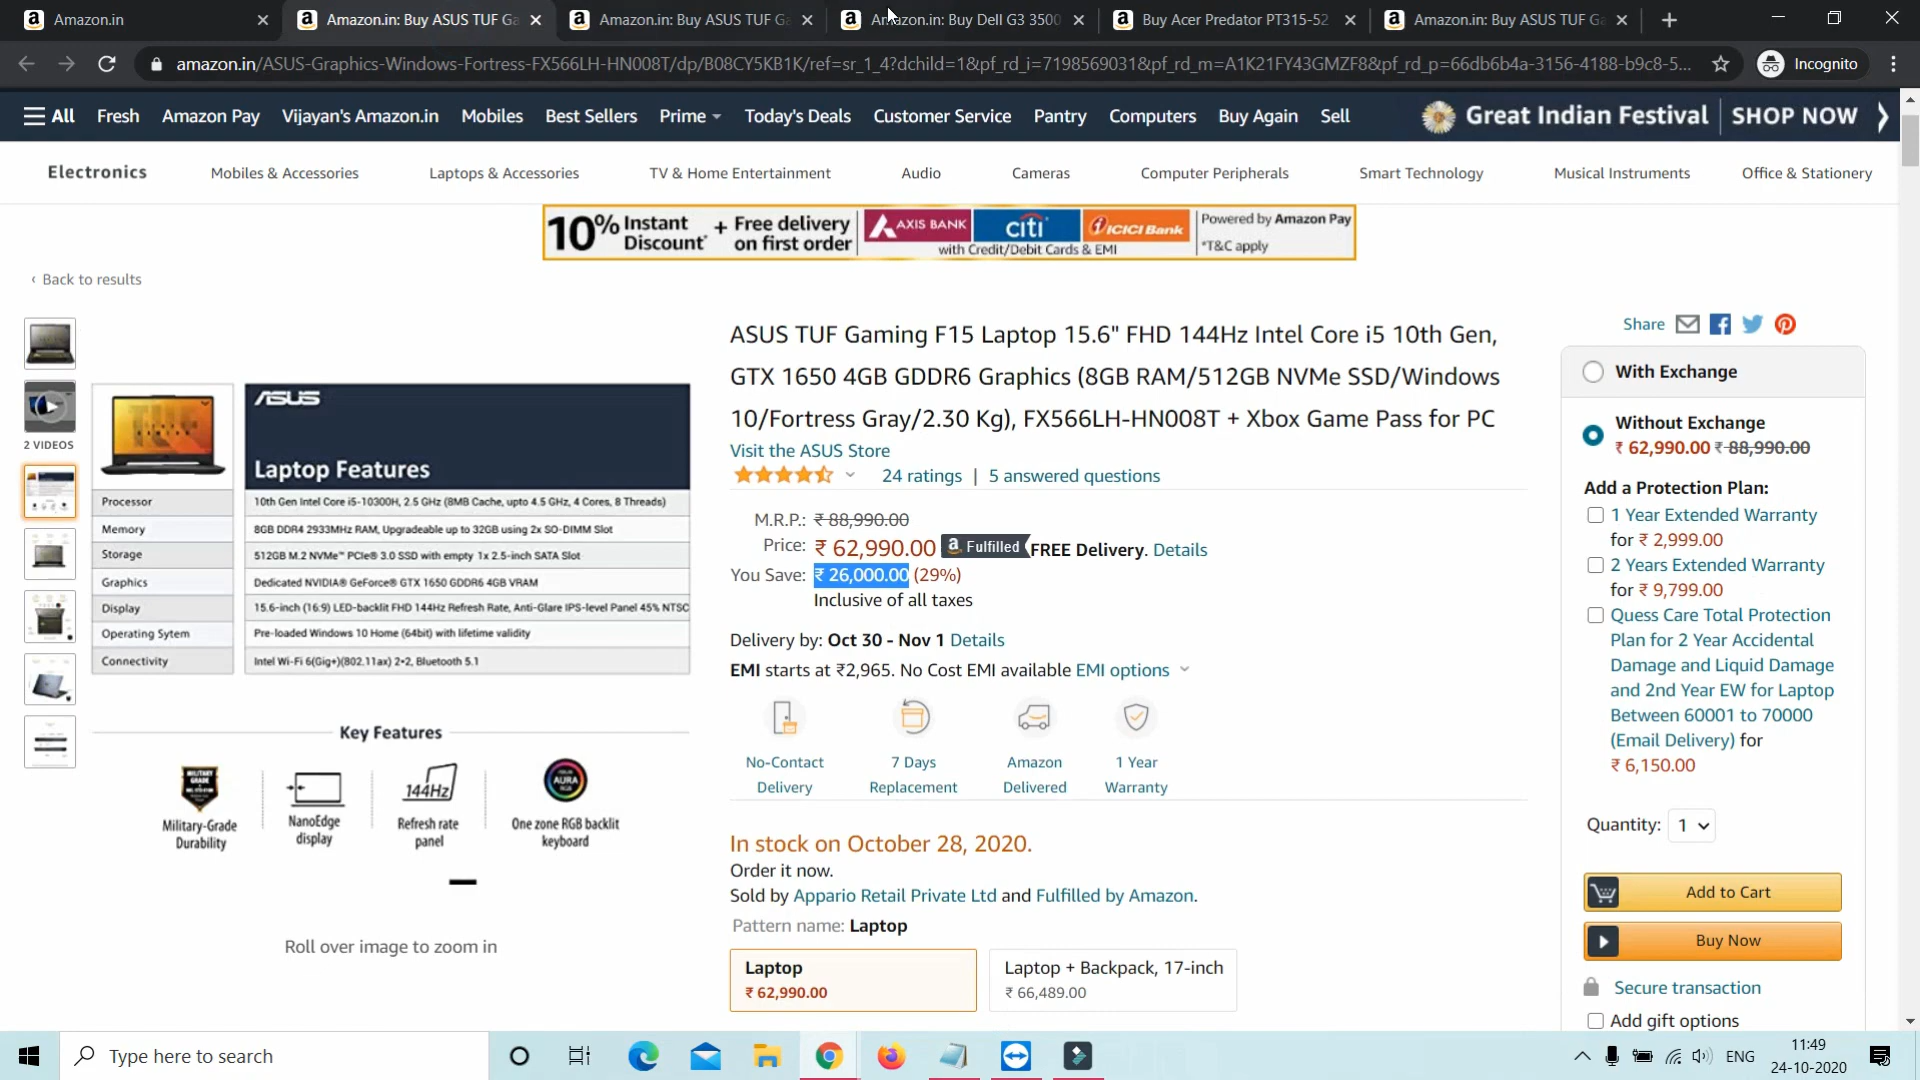 Amazon.in
Amazon.in: Buy ASUS TUF Ga
Amazon.in: Buy ASUS TUF Ga
Amazon.in: Buy Dell G3 3500
Buy Acer Predator PT315-52
Amazon.in: Buy ASUS TUF Ga
amazon.in/ASUS-Graphics-Windows-Fortress-FX566LH-HN008T/dp/B08CY5KB1K/ref=sr_1_4?dchild=1&pf_rd_i=7198569031&pf_rd_m=A1K21FY43GMZF8&pf_rd_p=66db6b4a-3156-4188-b9c8-5...
Incognito
All Fresh Amazon Pay Vijayan's Amazon.in Mobiles Best Sellers Prime Today's Deals Customer Service Pantry Computers Buy Again Sell
Great Indian Festival SHOP NOW
Electronics Mobiles & Accessories Laptops & Accessories TV & Home Entertainment Audio Cameras Computer Peripherals Smart Technology Musical Instruments Office & Stationery
10% Instant Discount* + Free delivery on first order
AXIS BANK citi ICICI Bank
with Credit/Debit Cards & EMI
Powered by Amazon Pay
*T&C apply
‹ Back to results
2 VIDEOS
ASUS
Laptop Features
Processor 10th Gen Intel Core i5-10300H, 2.5 GHz (8MB Cache, upto 4.5 GHz, 4 Cores, 8 Threads)
Memory 8GB DDR4 2933MHz RAM, Upgradeable up to 32GB using 2x SO-DIMM Slot
Storage 512GB M.2 NVMe™ PCIe® 3.0 SSD with empty 1x 2.5-inch SATA Slot
Graphics Dedicated NVIDIA® GeForce® GTX 1650 GDDR6 4GB VRAM
Display 15.6-inch (16:9) LED-backlit FHD 144Hz Refresh Rate, Anti-Glare IPS-level Panel 45% NTSC
Operating Sytem Pre-loaded Windows 10 Home (64bit) with lifetime validity
Connectivity Intel Wi-Fi 6(Gig+)(802.11ax) 2*2, Bluetooth 5.1
Key Features
MILITARY GRADE
144Hz
AURA RGB
Military-Grade Durability
NanoEdge display
Refresh rate panel
One zone RGB backlit keyboard
Roll over image to zoom in
ASUS TUF Gaming F15 Laptop 15.6" FHD 144Hz Intel Core i5 10th Gen,
GTX 1650 4GB GDDR6 Graphics (8GB RAM/512GB NVMe SSD/Windows
10/Fortress Gray/2.30 Kg), FX566LH-HN008T + Xbox Game Pass for PC
Visit the ASUS Store
24 ratings | 5 answered questions
M.R.P.: ₹ 88,990.00
Price: ₹ 62,990.00 Fulfilled FREE Delivery. Details
You Save: ₹ 26,000.00 (29%)
Inclusive of all taxes
Delivery by: Oct 30 - Nov 1 Details
EMI starts at ₹2,965. No Cost EMI available EMI options
No-Contact Delivery
7 Days Replacement
Amazon Delivered
1 Year Warranty
In stock on October 28, 2020.
Order it now.
Sold by Appario Retail Private Ltd and Fulfilled by Amazon.
Pattern name: Laptop
Laptop
₹ 62,990.00
Laptop + Backpack, 17-inch
₹ 66,489.00
Share
With Exchange
Without Exchange
₹ 62,990.00 ₹ 88,990.00
Add a Protection Plan:
1 Year Extended Warranty
for ₹ 2,999.00
2 Years Extended Warranty
for ₹ 9,799.00
Quess Care Total Protection
Plan for 2 Year Accidental
Damage and Liquid Damage
and 2nd Year EW for Laptop
Between 60001 to 70000
(Email Delivery) for
₹ 6,150.00
Quantity: 1
Add to Cart
Buy Now
Secure transaction
Add gift options
Type here to search
ENG
11:49
24-10-2020